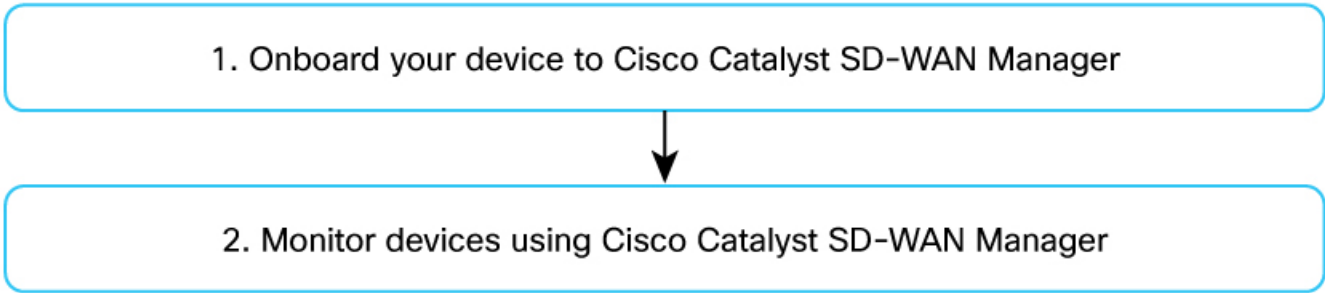 1. Onboard your device to Cisco Catalyst SD-WAN Manager
2. Monitor devices using Cisco Catalyst SD-WAN Manager